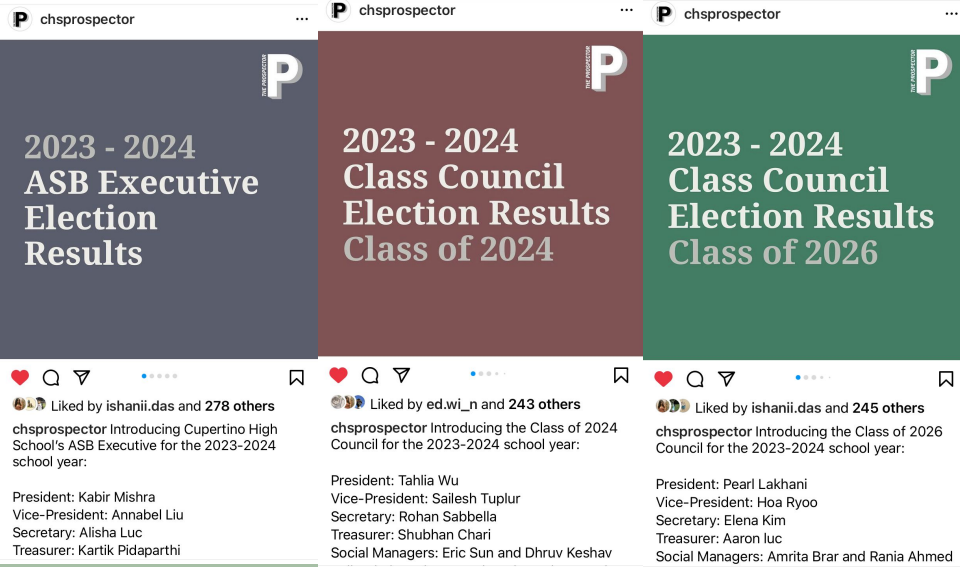 chsprospector
THE PROSPECTOR
P
2023 - 2024
ASB Executive
Election
Results
Liked by ishanii.das and 278 others
chsprospector Introducing Cupertino High
School's ASB Executive for the 2023-2024
school year:
President: Kabir Mishra
Vice-President: Annabel Liu
Secretary: Alisha Luc
Treasurer: Kartik Pidaparthi
chsprospector
THE PROSPECTOR
P
2023 - 2024
Class Council
Election Results
Class of 2024
Liked by ed.wi_n and 243 others
chsprospector Introducing the Class of 2024
Council for the 2023-2024 school year:
President: Tahlia Wu
Vice-President: Sailesh Tuplur
Secretary: Rohan Sabbella
Treasurer: Shubhan Chari
Social Managers: Eric Sun and Dhruv Keshav
chsprospector
THE PROSPECTOR
P
2023 - 2024
Class Council
Election Results
Class of 2026
Liked by ishanii.das and 245 others
chsprospector Introducing the Class of 2026
Council for the 2023-2024 school year:
President: Pearl Lakhani
Vice-President: Hoa Ryoo
Secretary: Elena Kim
Treasurer: Aaron luc
Social Managers: Amrita Brar and Rania Ahmed